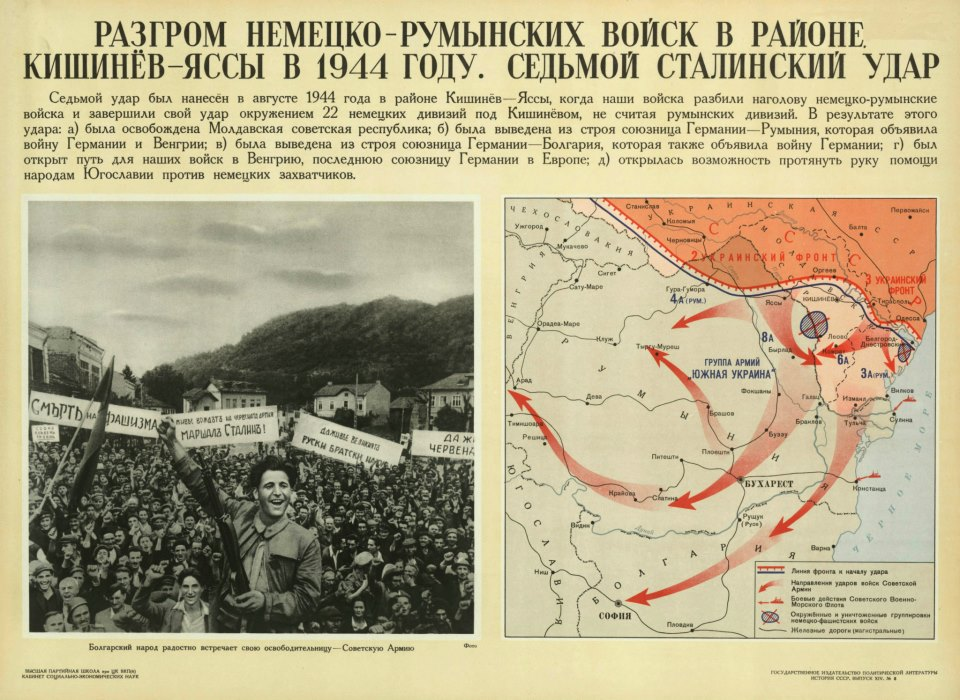 РАЗГРОМ НЕМЕЦКО-РУМЫНСКИХ ВОЙСК В РАЙОНЕ
КИШИНЁВ—ЯССЫ В 1944 ГОДУ. СЕДЬМОЙ СТАЛИНСКИЙ УДАР
Седьмой удар был нанесён в августе 1944 года в районе Кишинёв—Яссы, когда наши войска разбили наголову немецко-румынские
войска и завершили свой удар окружением 22 немецких дивизий под Кишинёвом, не считая румынских дивизий. В результате этого
удара: а) была освобождена Молдавская советская республика; б) была выведена из строя союзница Германии—Румыния, которая объявила
войну Германии и Венгрии; в) была выведена из строя союзница Германии—Болгария, которая также объявила войну Германии; г) был
открыт путь для наших войск в Венгрию, последнюю союзницу Германии в Европе; д) открылась возможность протянуть руку помощи
народам Югославии против немецких захватчиков.
СМЪРТЬ НА ФАШИЗМА
МАРШАЛЪ СТАЛИНЪ!
ДА ЖИВЕЕ ВЕЛИКИЯ
РУСКИ БРАТСКИ
ДА Ж
ЧЕРВЕНА
Болгарский народ радостно встречает свою освободительницу—Советскую Армию
Фото
ЧЕХОСЛОВАКИЯ
УКРАИНСКАЯ
ССР
Станислав
Коломыя
Первомайск
Балта
Ужгород
Мукачево
Черновицы
МОЛДАВСКАЯ
2 УКРАИНСКИЙ ФРОНТ
3 УКРАИНСКИЙ
ФРОНТ
СССР
Сигет
Оргеев
Сату-Маре
Гура-Гумора
4А (РУМ.)
Яссы
КИШИНЁВ
Тирасполь
Одесса
ВЕНГРИЯ
Орадеа-Маре
Клуж
Тыргу-Муреш
8А
Бырлад
Леово
6А
Белгород-
Днестровский
ГРУППА АРМИЙ
„ЮЖНАЯ УКРАИНА"
3А (РУМ.)
РУМЫНИЯ
Арад
Дева
Фокшаны
Галац
Измаил
Вилков
Тимишоара
Решица
Брашов
Бузэу
Браилов
Тульча
Сулина
Питешти
Плоешти
БУХАРЕСТ
Крайова
Слатина
Констанца
ЮГОСЛАВИЯ
Видин
Дунай
Рущук
(Русе)
ЧЕРНОЕ МОРЕ
Варна
Ниш
БОЛГАРИЯ
СОФИЯ
Пловдив
Линия фронта к началу удара
Направления ударов войск Советской
Армии
Боевые действия Советского Военно-
Морского Флота
Окружённые и уничтоженные группировки
немецко-фашистских войск
Железные дороги (магистральные)
ВЫСШАЯ ПАРТИЙНАЯ ШКОЛА при ЦК ВКП(б)
КАБИНЕТ СОЦИАЛЬНО-ЭКОНОМИЧЕСКИХ НАУК
ГОСУДАРСТВЕННОЕ ИЗДАТЕЛЬСТВО ПОЛИТИЧЕСКОЙ ЛИТЕРАТУРЫ
ИСТОРИЯ СССР, ВЫПУСК XIV, № 8